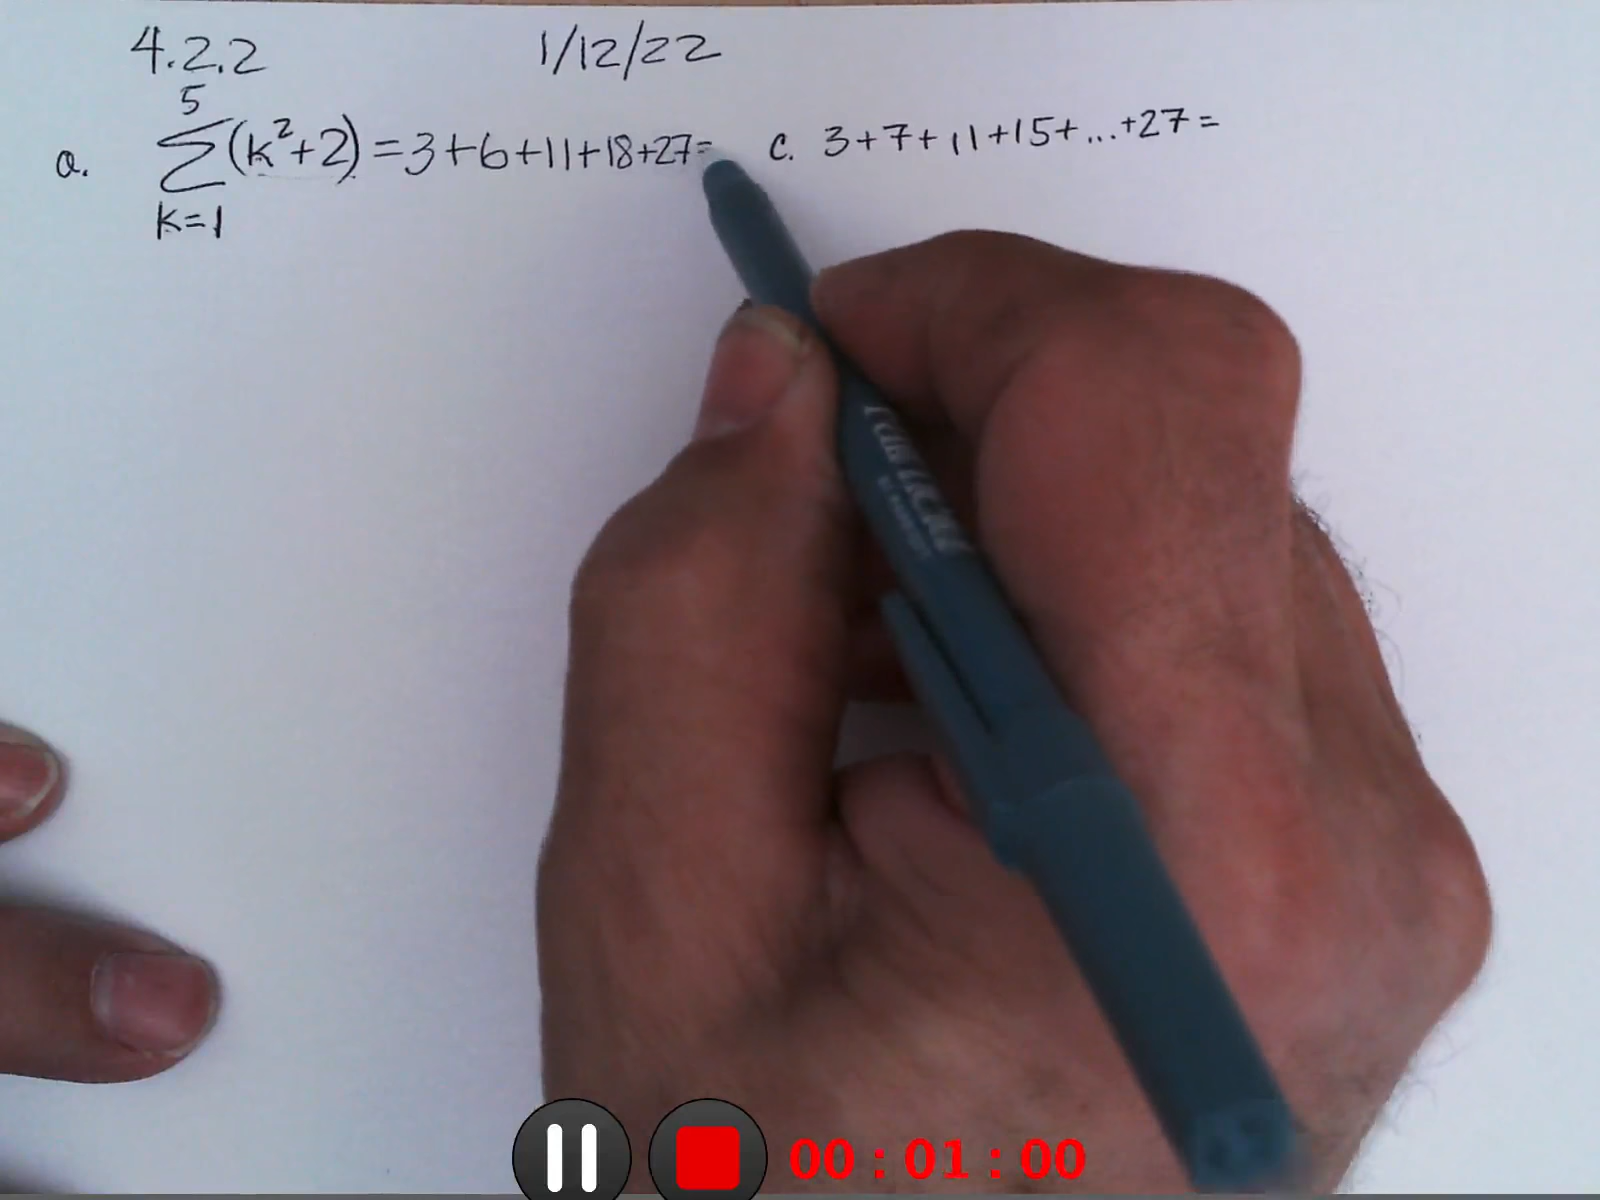 4.2.2 1/12/22
a. 5 ∑ k=1 (k²+2) = 3+6+11+18+27=
c. 3+7+11+15+...+27=
00:01:00